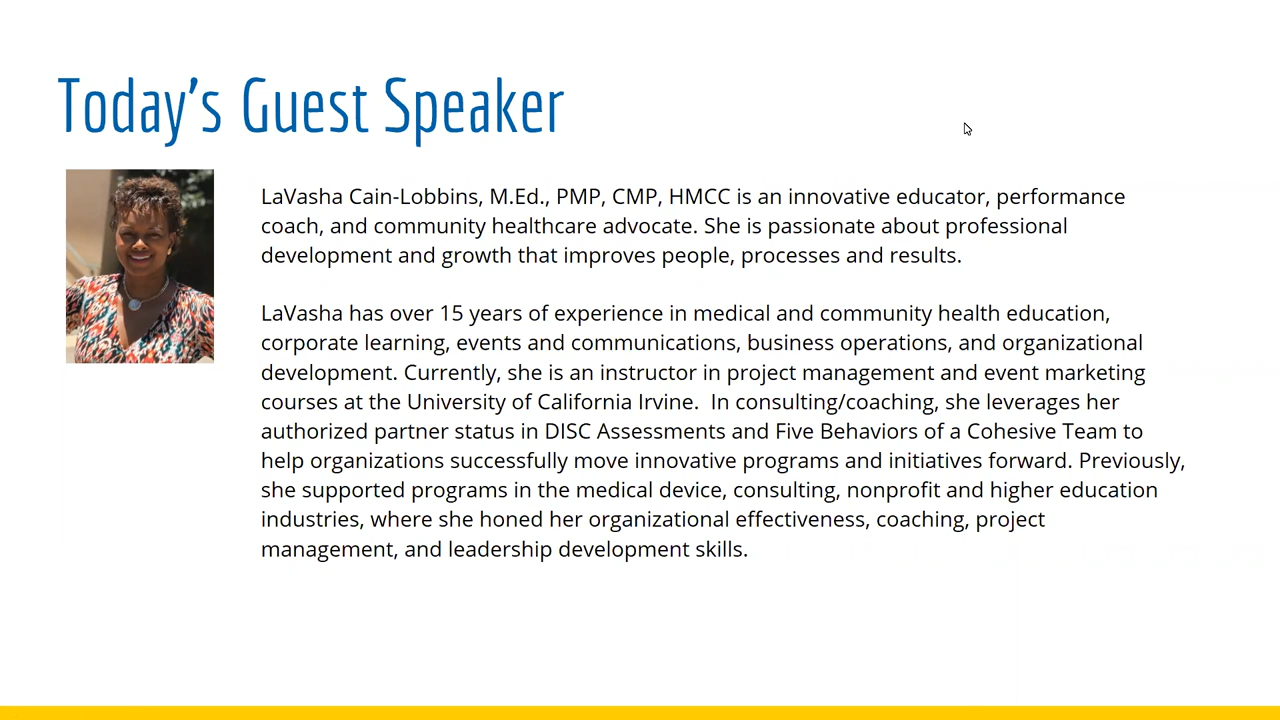 Today's Guest Speaker
LaVasha Cain-Lobbins, M.Ed., PMP, CMP, HMCC is an innovative educator, performance
coach, and community healthcare advocate. She is passionate about professional
development and growth that improves people, processes and results.
LaVasha has over 15 years of experience in medical and community health education,
corporate learning, events and communications, business operations, and organizational
development. Currently, she is an instructor in project management and event marketing
courses at the University of California Irvine.  In consulting/coaching, she leverages her
authorized partner status in DISC Assessments and Five Behaviors of a Cohesive Team to
help organizations successfully move innovative programs and initiatives forward. Previously,
she supported programs in the medical device, consulting, nonprofit and higher education
industries, where she honed her organizational effectiveness, coaching, project
management, and leadership development skills.